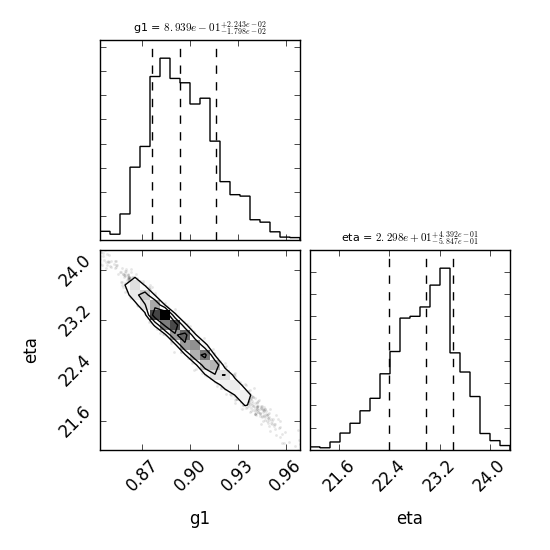 g1 = 8.939e − 01 +2.243e−02 −1.798e−02
eta = 2.298e + 01 +4.392e−01 −5.847e−01
24.0
23.2
22.4
21.6
eta
0.87 0.90 0.93 0.96
21.6 22.4 23.2 24.0
g1
eta